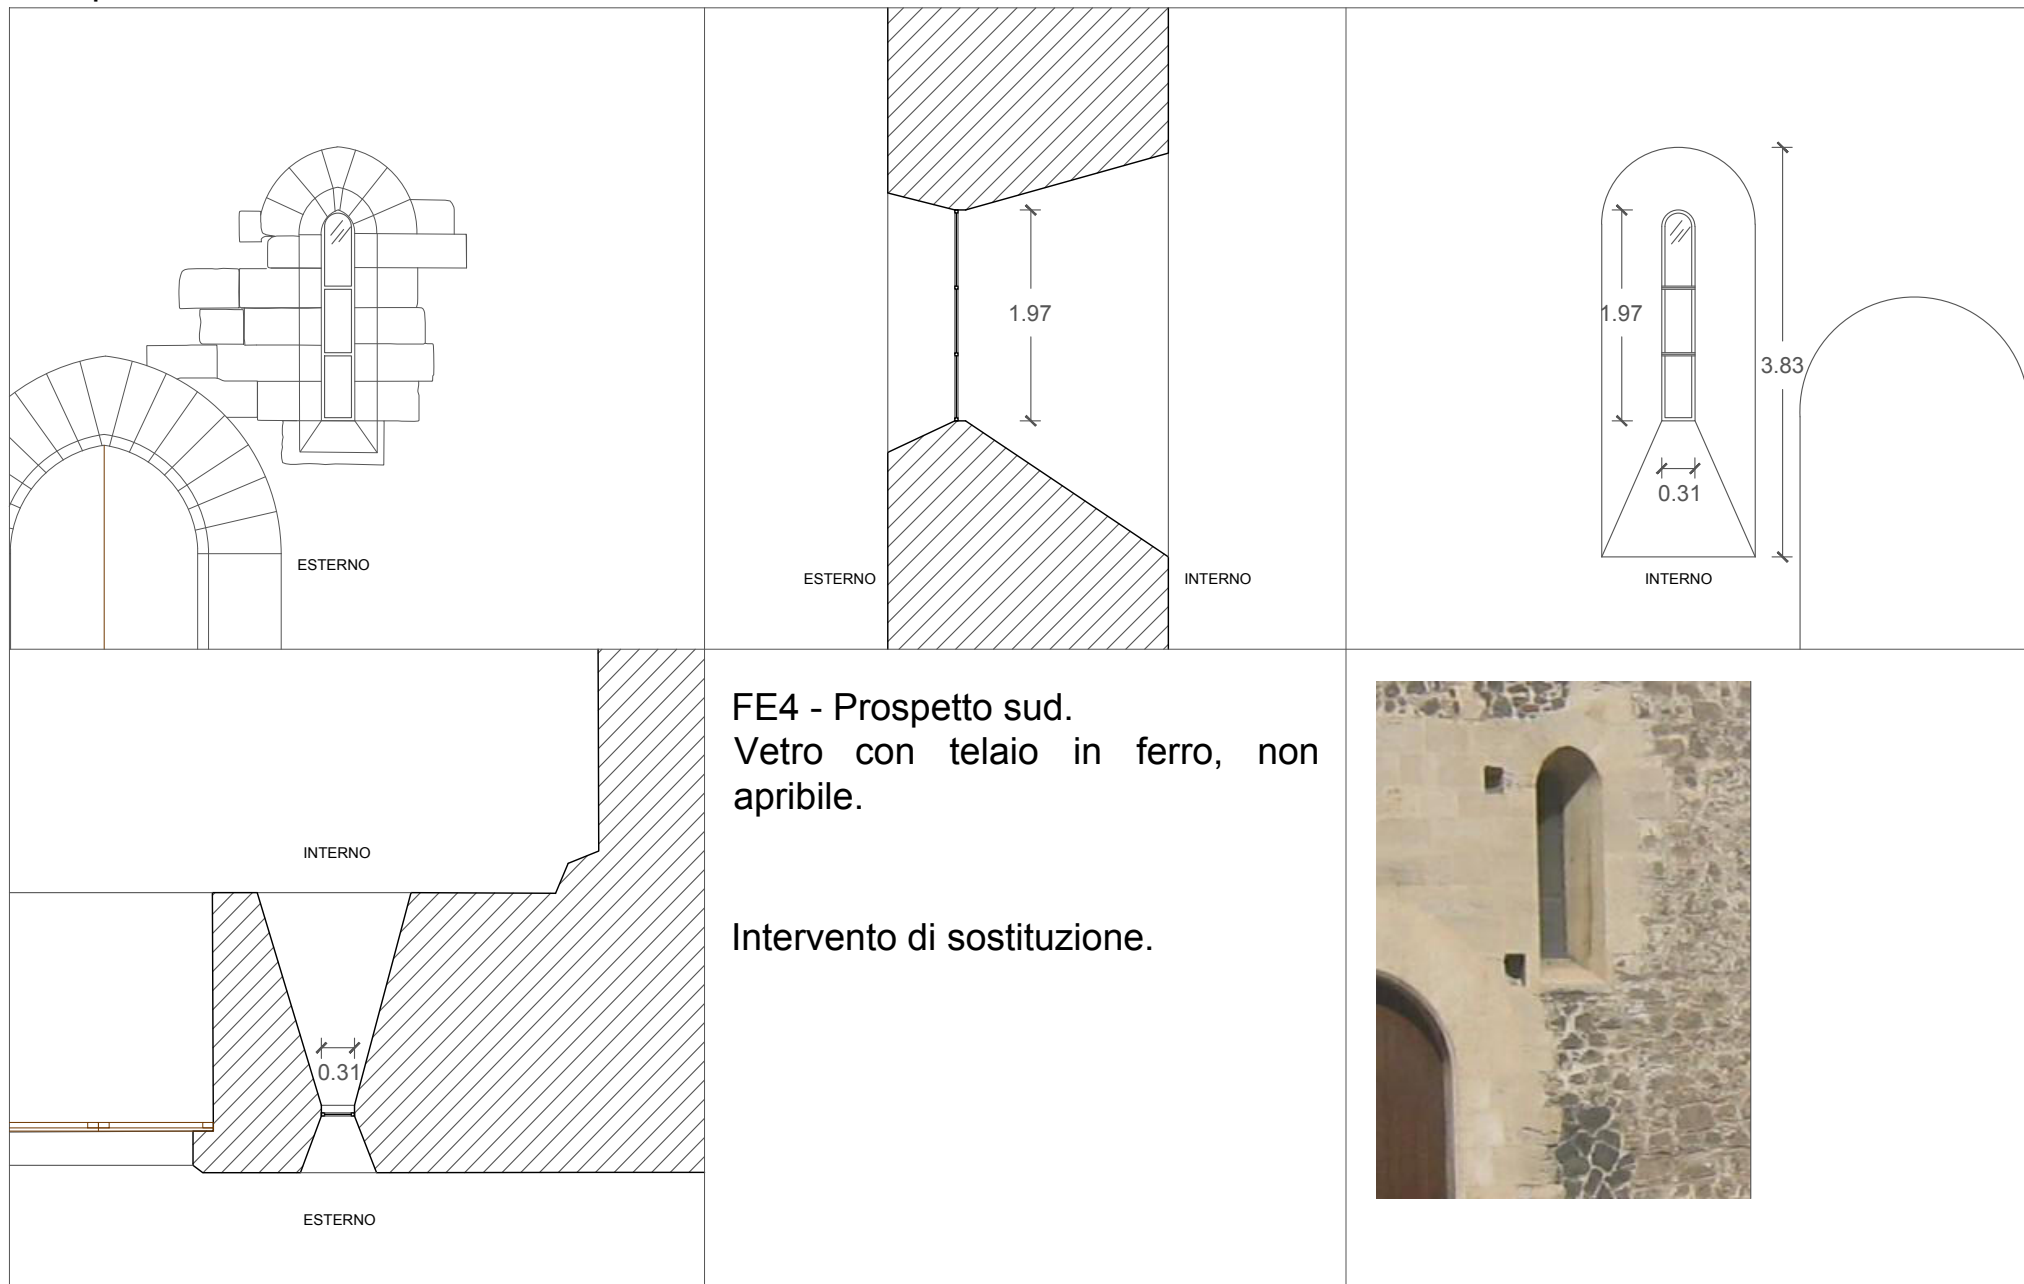 ESTERNO
1.97
ESTERNO
INTERNO
1.97
3.83
0.31
INTERNO
INTERNO
0.31
ESTERNO
FE4 - Prospetto sud.
Vetro con telaio in ferro, non
apribile.
Intervento di sostituzione.